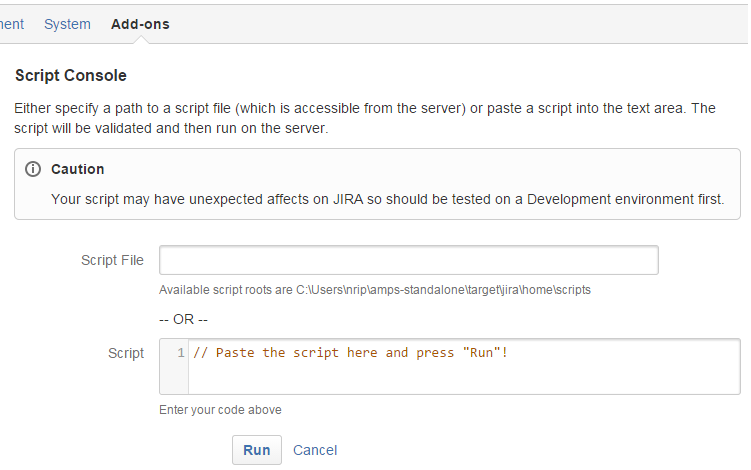 System Add-ons
Script Console
Either specify a path to a script file (which is accessible from the server) or paste a script into the text area. The
script will be validated and then run on the server.
Caution
Your script may have unexpected affects on JIRA so should be tested on a Development environment first.
Script File
Available script roots are C:\Users\nrip\amps-standalone\target\jira\home\scripts
-- OR --
Script 1 // Paste the script here and press "Run"!
Enter your code above
Run Cancel